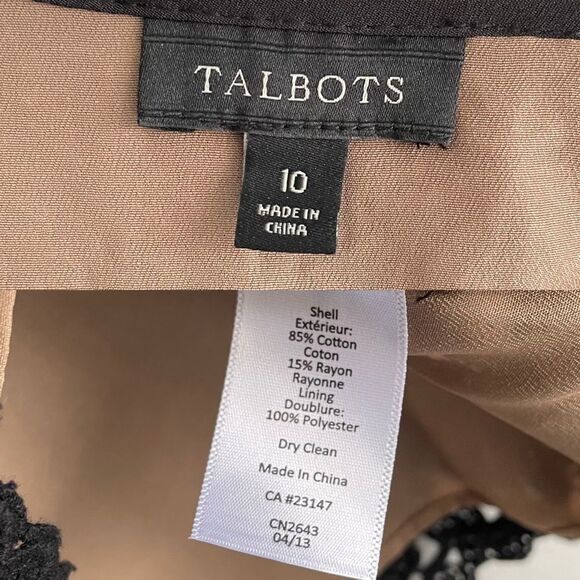 TALBOTS
10
MADE IN
CHINA
Shell
Extérieur:
85% Cotton
Coton
15% Rayon
Rayonne
Lining
Doublure:
100% Polyester
Dry Clean
Made In China
CA #23147
CN2643
04/13